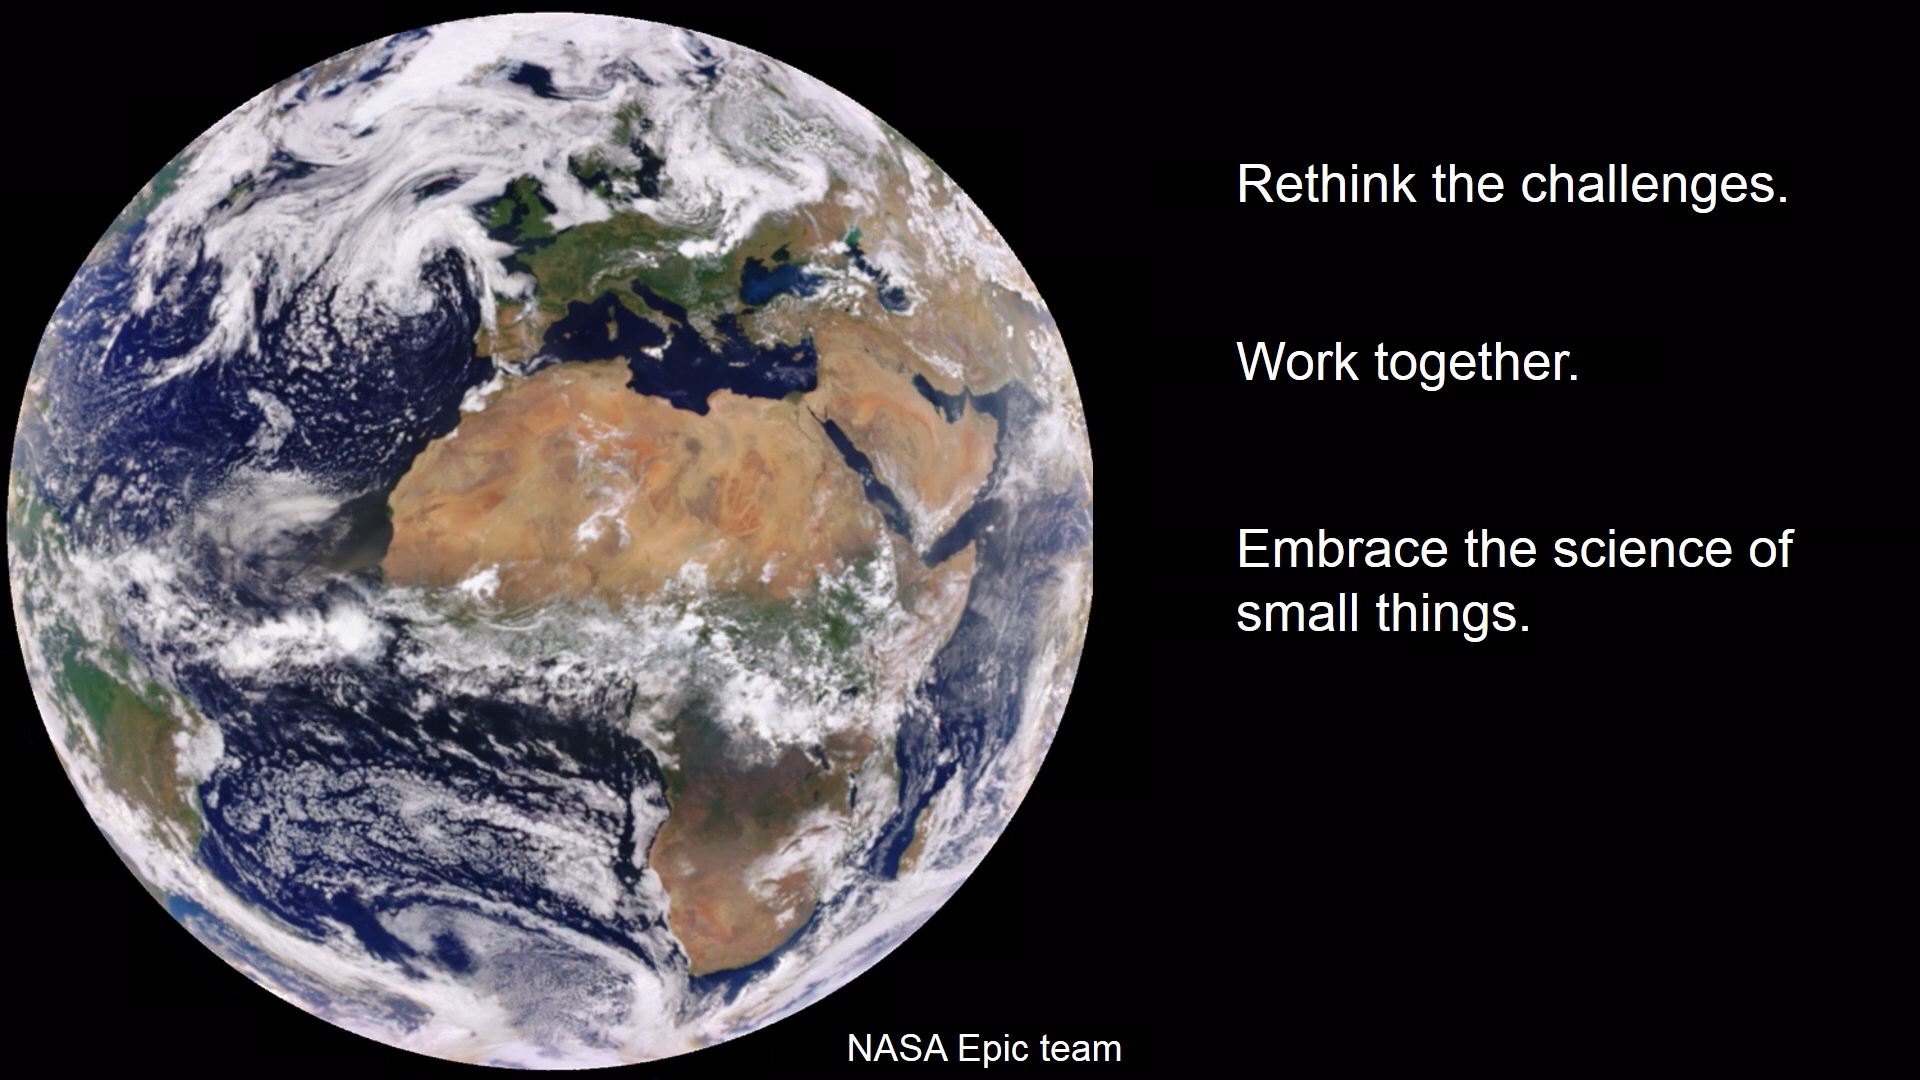 Rethink the challenges.
Work together.
Embrace the science of
small things.
NASA Epic team